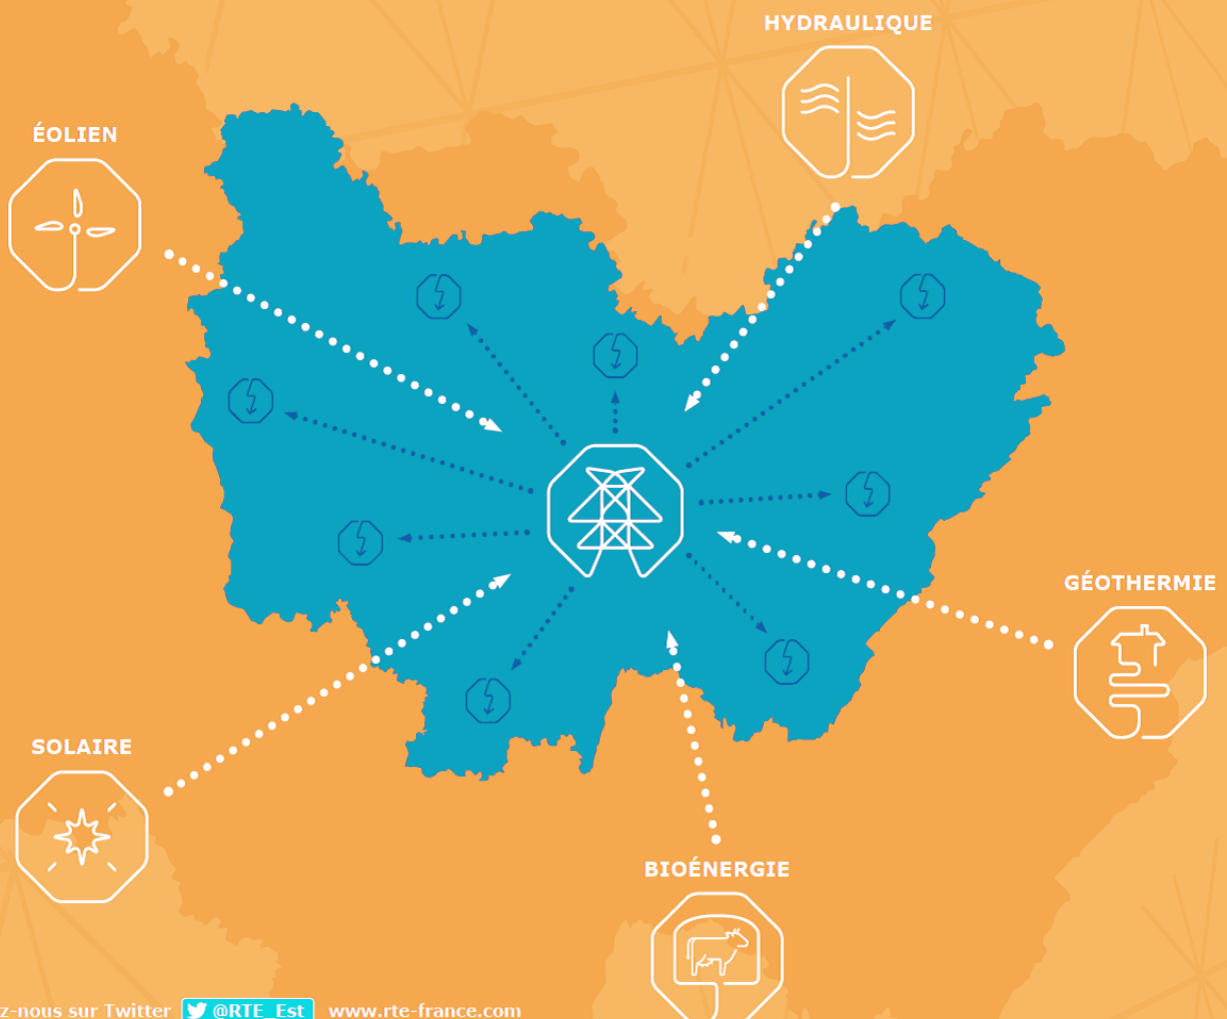 HYDRAULIQUE
ÉOLIEN
GÉOTHERMIE
SOLAIRE
BIOÉNERGIE
z-nous sur Twitter @RTE_Est www.rte-france.com